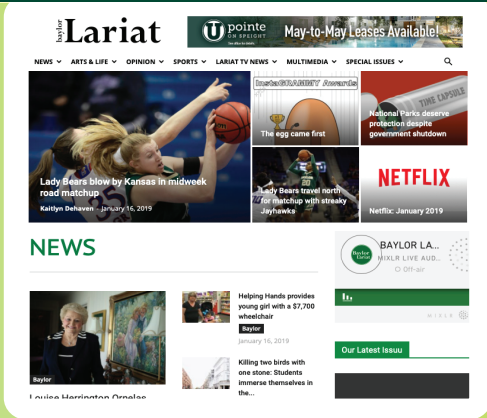 baylor Lariat
pointe
ON SPEIGHT
May-to-May Leases Available!
NEWS ARTS & LIFE OPINION SPORTS LARIAT TV NEWS MULTIMEDIA SPECIAL ISSUES
InstaGRAMMY Awards
The egg came first
TIME CAPSULE
National Parks deserve
protection despite
government shutdown
Lady Bears blow by Kansas in midweek
road matchup
Kaitlyn Dehaven - January 16, 2019
Lady Bears travel north
for matchup with streaky
Jayhawks
NETFLIX
Netflix: January 2019
NEWS
BAYLOR LA...
MIXLR LIVE AUD...
Off-air
Baylor
Lariat
MIXLR
Helping Hands provides
young girl with a $7,700
wheelchair
Baylor
January 16, 2019
Our Latest Issuu
Killing two birds with
one stone: Students
immerse themselves in
the...
Baylor
Louise Herrington Ornelas